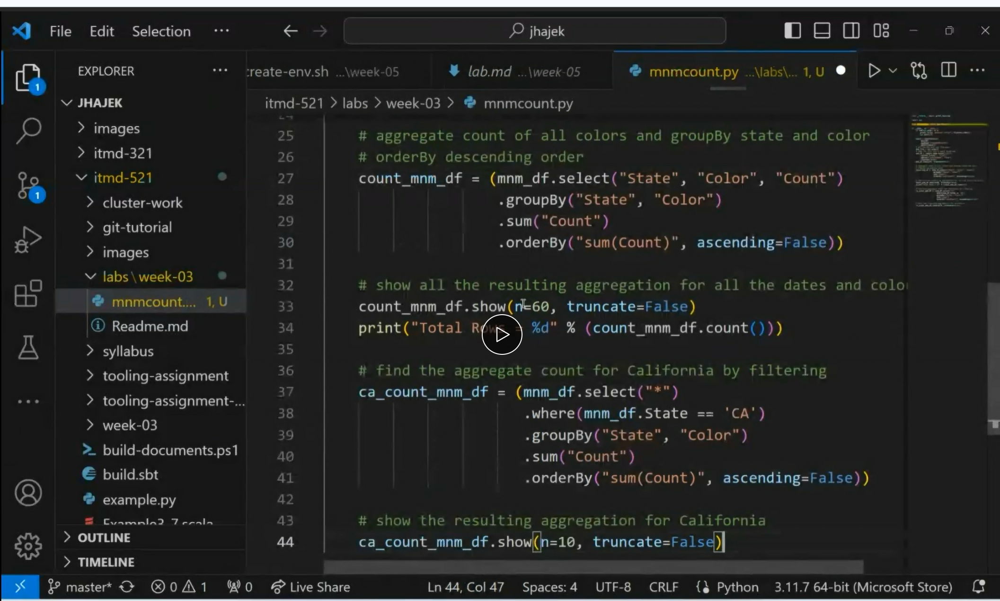 File Edit Selection ... jhajek
EXPLORER ...
create-env.sh ...\week-05 lab.md ...\week-05 mnmcount.py ...\labs\... 1, U
itmd-521 > labs > week-03 > mnmcount.py
JHAJEK
images
itmd-321
itmd-521
cluster-work
git-tutorial
images
labs\week-03
mnmcount.... 1, U
Readme.md
syllabus
tooling-assignment
tooling-assignment-...
week-03
build-documents.ps1
build.sbt
example.py
Example3_7.scala
OUTLINE
TIMELINE
1
1
24
25 # aggregate count of all colors and groupBy state and color
26 # orderBy descending order
27 count_mnm_df = (mnm_df.select("State", "Color", "Count")
28 .groupBy("State", "Color")
29 .sum("Count")
30 .orderBy("sum(Count)", ascending=False))
31
32 # show all the resulting aggregation for all the dates and colo
33 count_mnm_df.show(n=60, truncate=False)
34 print("Total Rows = %d" % (count_mnm_df.count()))
35
36 # find the aggregate count for California by filtering
37 ca_count_mnm_df = (mnm_df.select("*")
38 .where(mnm_df.State == 'CA')
39 .groupBy("State", "Color")
40 .sum("Count")
41 .orderBy("sum(Count)", ascending=False))
42
43 # show the resulting aggregation for California
44 ca_count_mnm_df.show(n=10, truncate=False)
master* 0 1 0 Live Share Ln 44, Col 47 Spaces: 4 UTF-8 CRLF Python 3.11.7 64-bit (Microsoft Store)